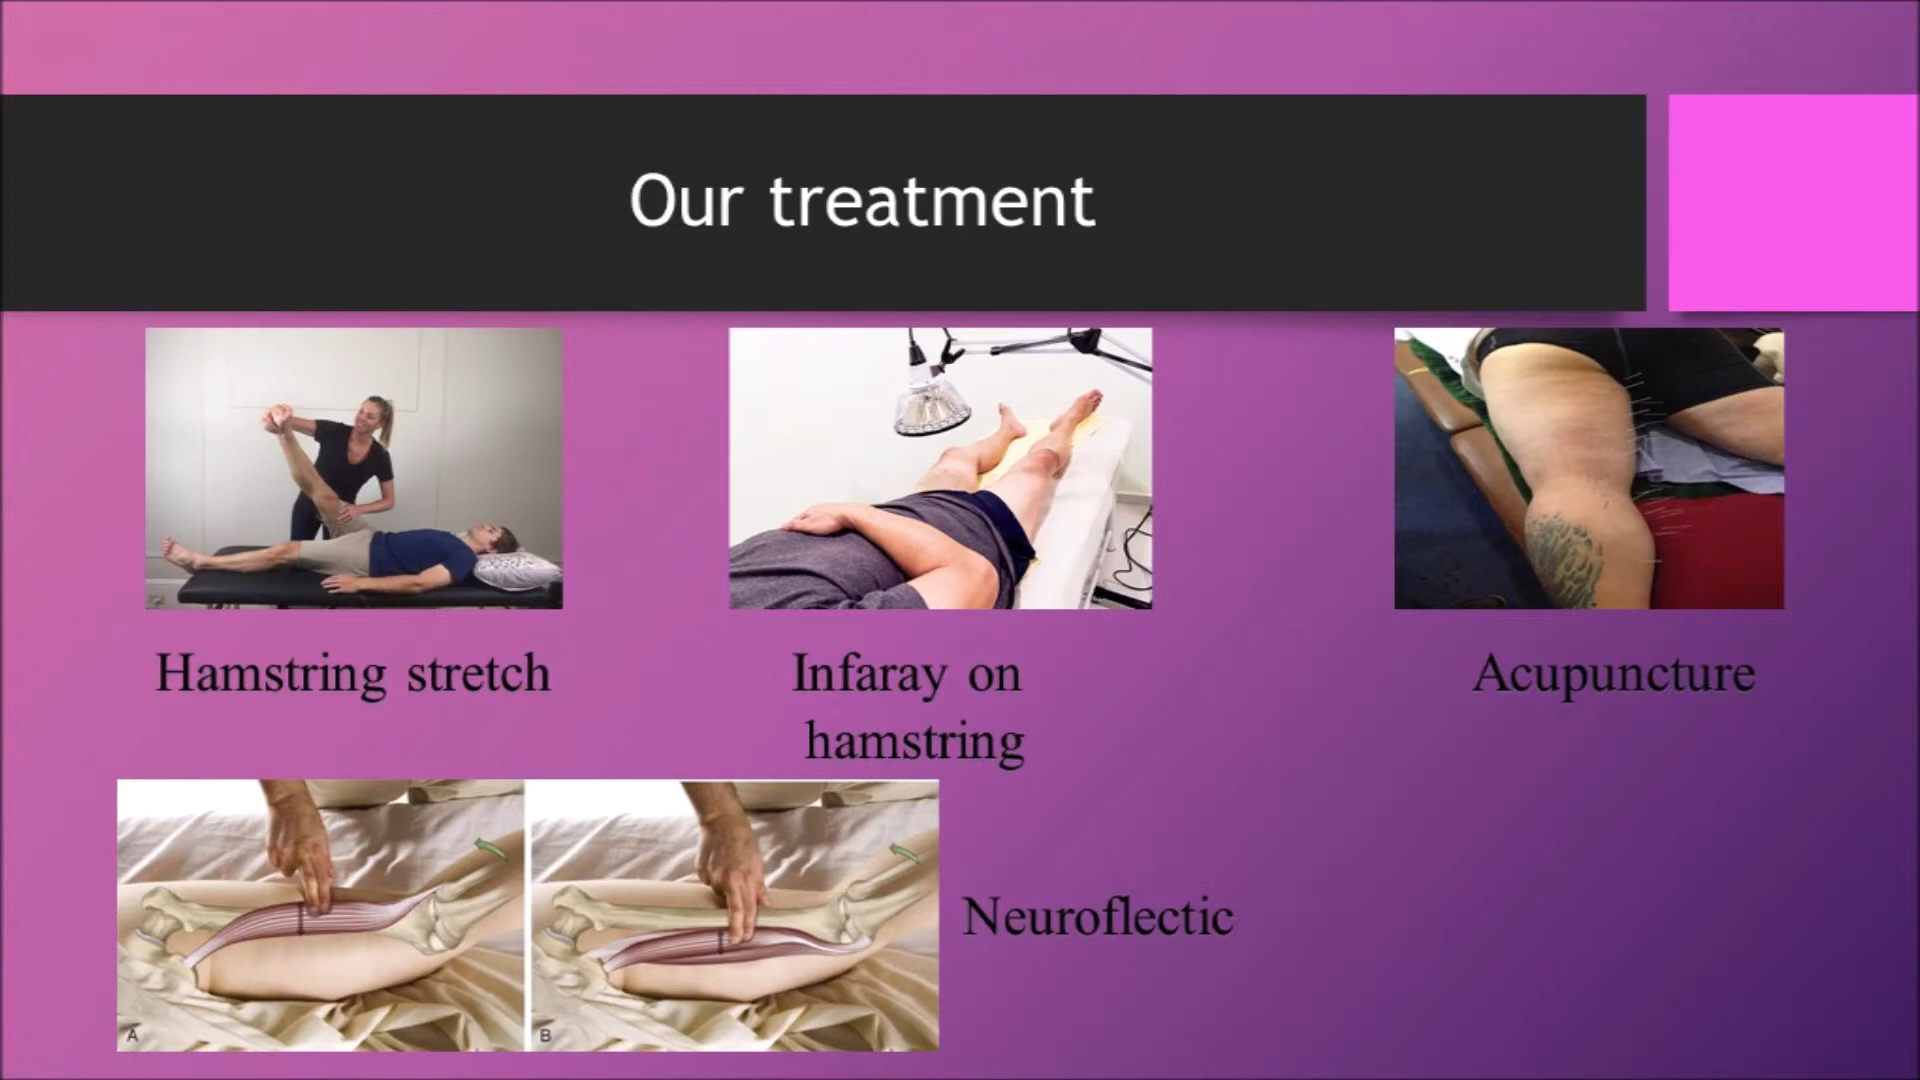 Our treatment
Hamstring stretch
Infaray on
hamstring
Acupuncture
Neuroflectic
A
B